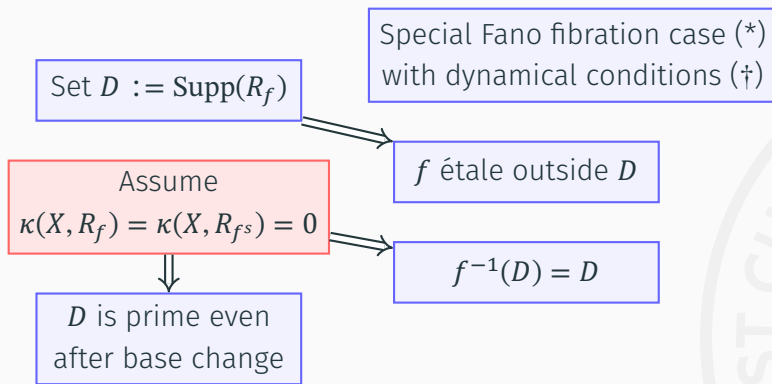 Special Fano fibration case (*)
with dynamical conditions (†)
Set D := Supp(R_f)
f étale outside D
Assume
κ(X, R_f) = κ(X, R_{f^s}) = 0
f⁻¹(D) = D
D is prime even
after base change